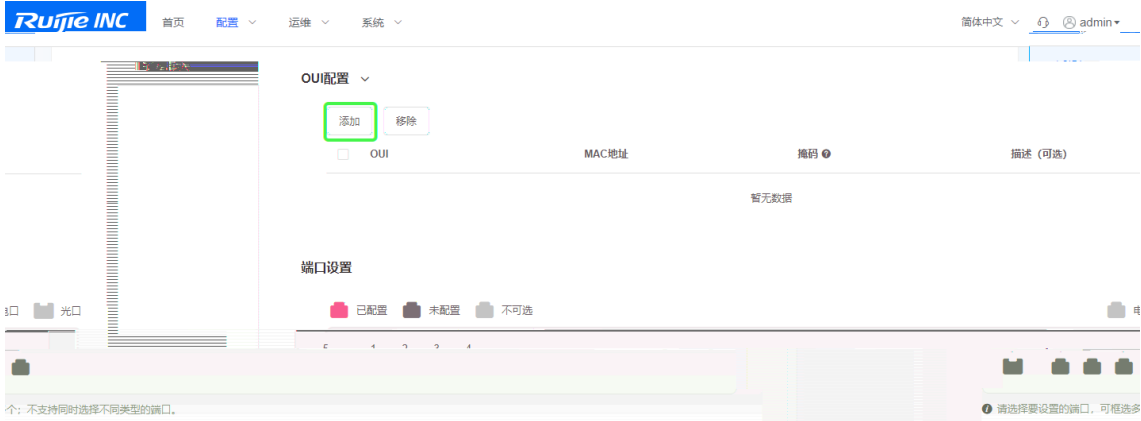 Ruijie INC 首页 配置 运维 系统 简体中文 admin
OUI配置
添加 移除
OUI MAC地址 掩码 描述（可选）
暂无数据
端口设置
光口 已配置 未配置 不可选
个；不支持同时选择不同类型的端口。 请选择要设置的端口，可框选多